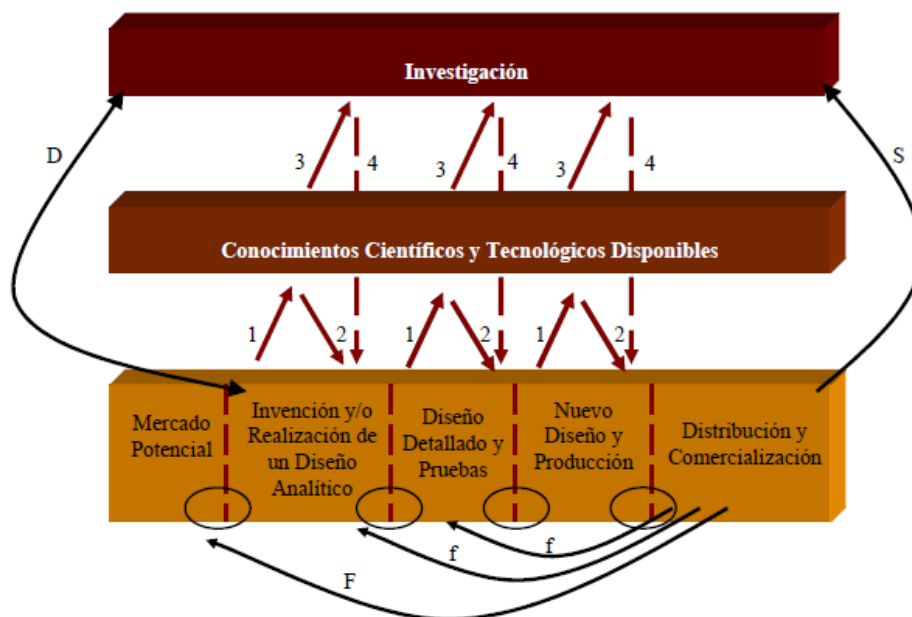 Investigación
D
S
3 4 3 4 3 4
Conocimientos Científicos y Tecnológicos Disponibles
1 2 1 2 1 2
Mercado
Potencial
Invención y/o
Realización de
un Diseño
Analítico
Diseño
Detallado y
Pruebas
Nuevo
Diseño y
Producción
Distribución y
Comercialización
f
f
F